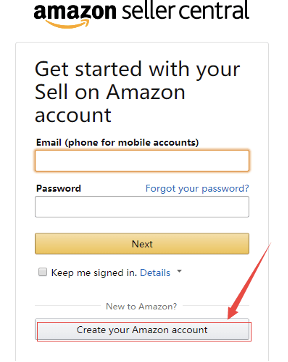 amazon seller central
Get started with your
Sell on Amazon
account
Email (phone for mobile accounts)
Password Forgot your password?
Next
Keep me signed in. Details
New to Amazon?
Create your Amazon account